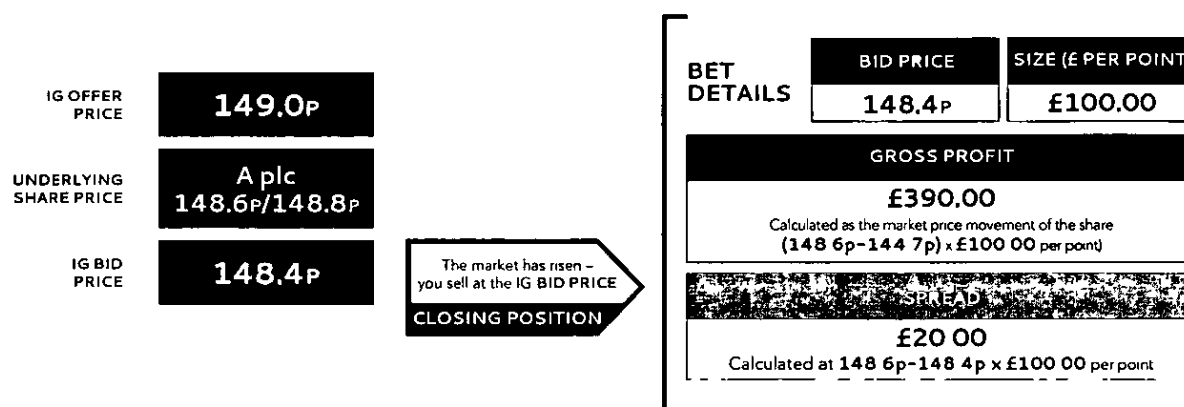 IG OFFER
PRICE
149.0P
UNDERLYING
SHARE PRICE
A plc
148.6P/148.8P
IG BID
PRICE
148.4P
The market has risen –
you sell at the IG BID PRICE
CLOSING POSITION
BET
DETAILS
BID PRICE
148.4P
SIZE (£ PER POINT
£100.00
GROSS PROFIT
£390.00
Calculated as the market price movement of the share
(148 6p-144 7p) x £100 00 per point)
SPREAD
£20 00
Calculated at 148 6p-148 4p x £100 00 per point